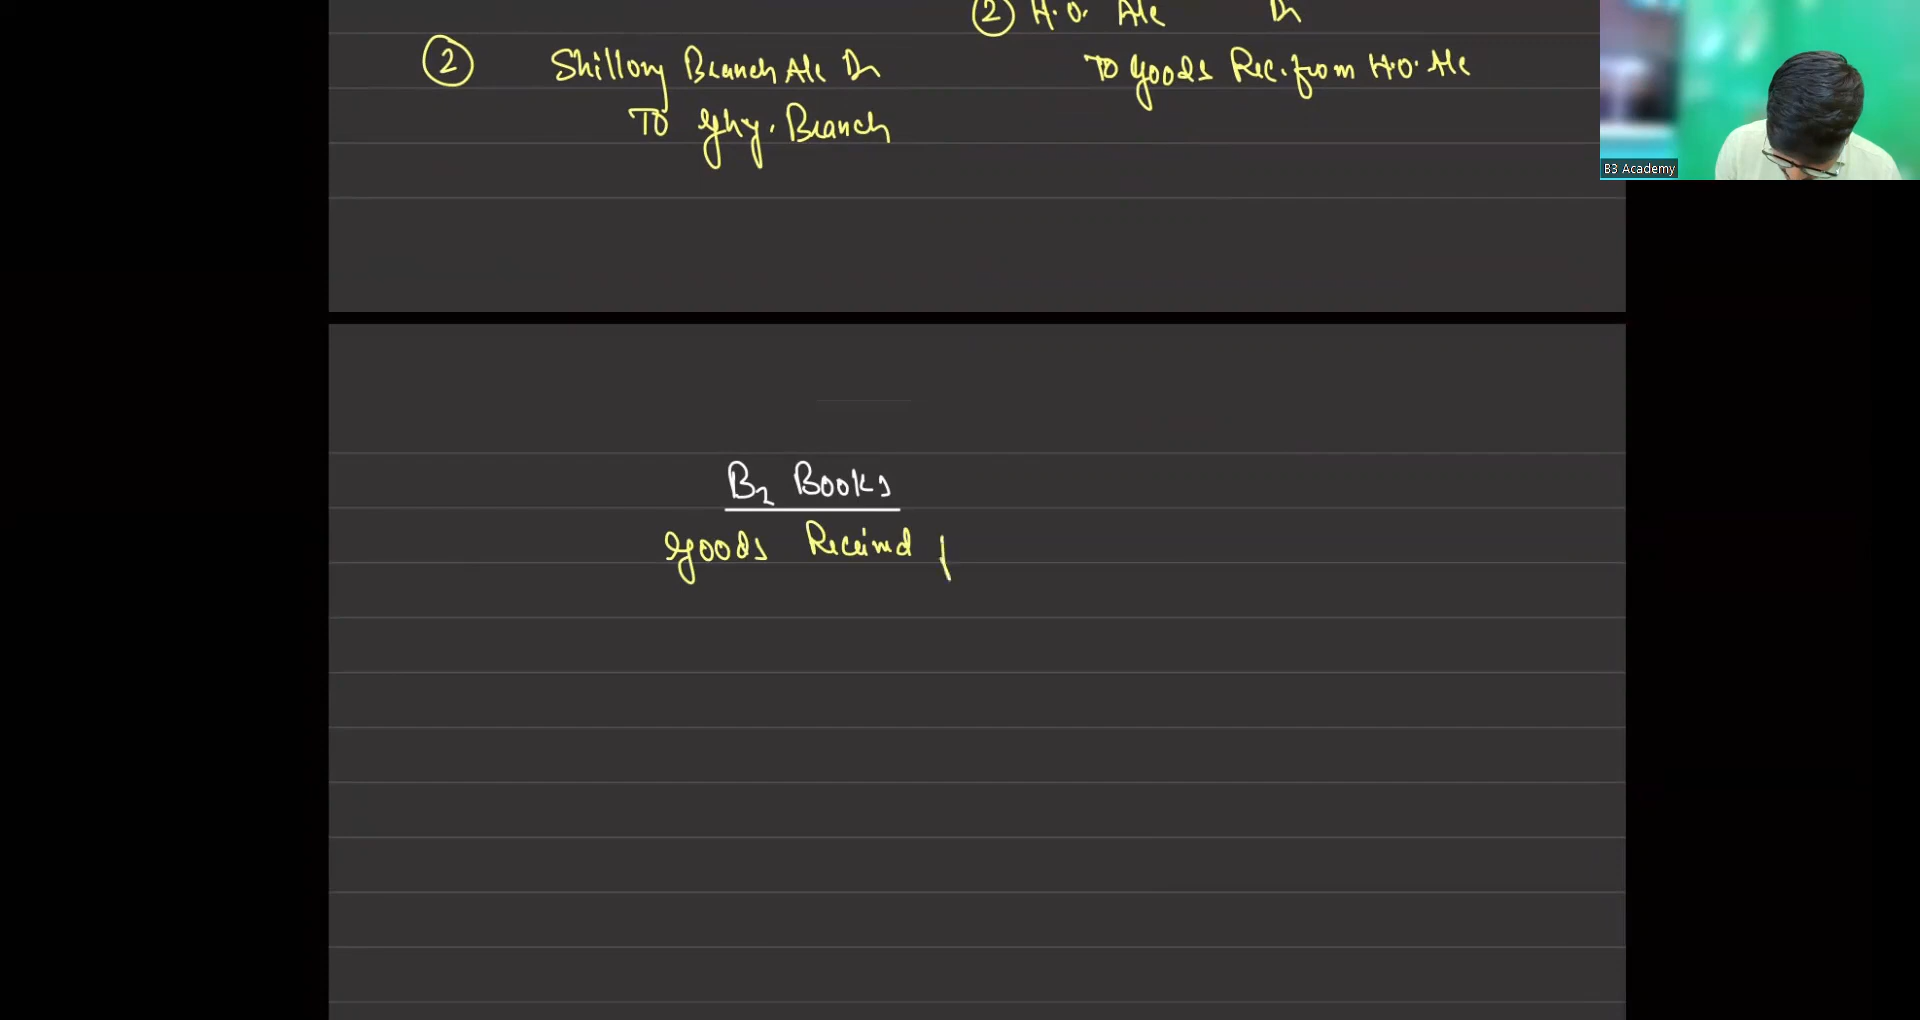 ② H.O. A/c Dr
② Shillong Branch A/c Dr
To Goods Rec. from H.O. A/c
To Ghy. Branch
B3 Academy
B₂ Books
Goods Received f